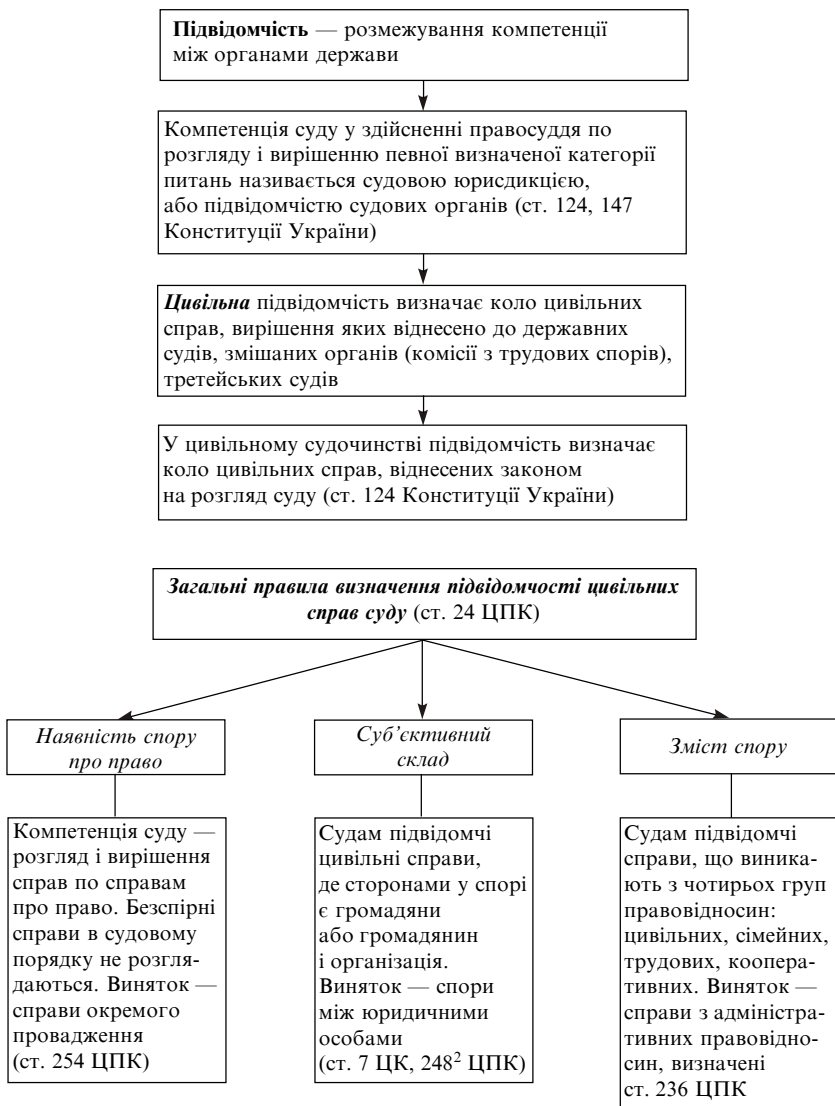 Підвідомчість — розмежування компетенції
між органами держави
Компетенція суду у здійсненні правосуддя по
розгляду і вирішенню певної визначеної категорії
питань називається судовою юрисдикцією,
або підвідомчістю судових органів (ст. 124, 147
Конституції України)
Цивільна підвідомчість визначає коло цивільних
справ, вирішення яких віднесено до державних
судів, змішаних органів (комісії з трудових спорів),
третейських судів
У цивільному судочинстві підвідомчість визначає
коло цивільних справ, віднесених законом
на розгляд суду (ст. 124 Конституції України)
Загальні правила визначення підвідомчості цивільних
справ суду (ст. 24 ЦПК)
Наявність спору
про право
Компетенція суду —
розгляд і вирішення
справ по справам
про право. Безспірні
справи в судовому
порядку не розгля-
даються. Виняток —
справи окремого
провадження
(ст. 254 ЦПК)
Суб’єктивний
склад
Судам підвідомчі
цивільні справи,
де сторонами у спорі
є громадяни
або громадянин
і організація.
Виняток — спори
між юридичними
особами
(ст. 7 ЦК, 248² ЦПК)
Зміст спору
Судам підвідомчі
справи, що виника-
ють з чотирьох груп
правовідносин:
цивільних, сімейних,
трудових, коопера-
тивних. Виняток —
справи з адміністра-
тивних правовідно-
син, визначені
ст. 236 ЦПК